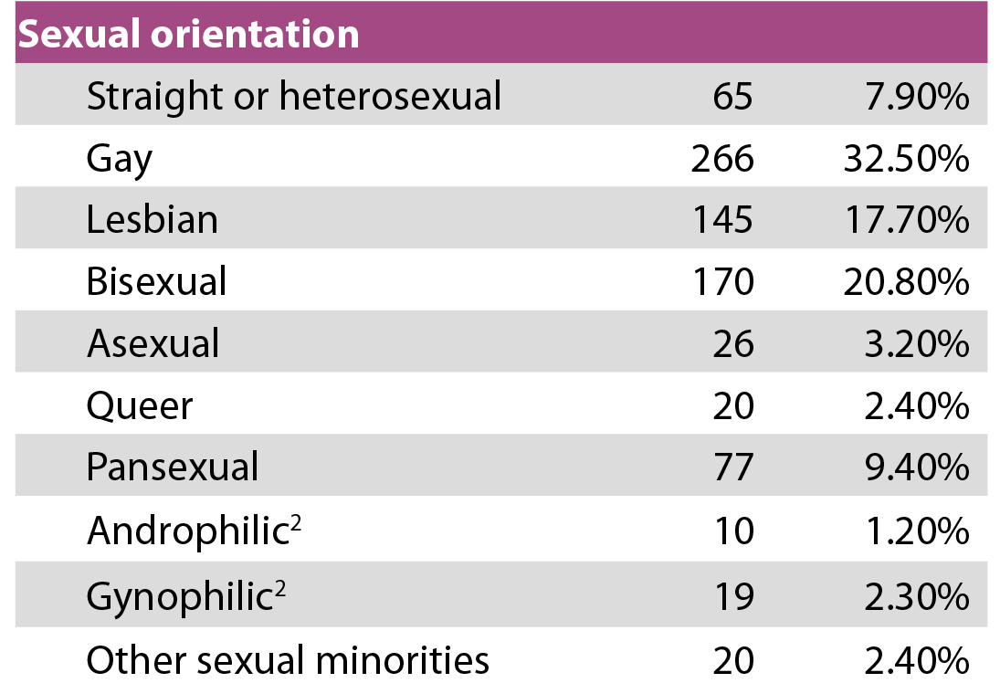 Sexual orientation
Straight or heterosexual 65 7.90%
Gay 266 32.50%
Lesbian 145 17.70%
Bisexual 170 20.80%
Asexual 26 3.20%
Queer 20 2.40%
Pansexual 77 9.40%
Androphilic² 10 1.20%
Gynophilic² 19 2.30%
Other sexual minorities 20 2.40%